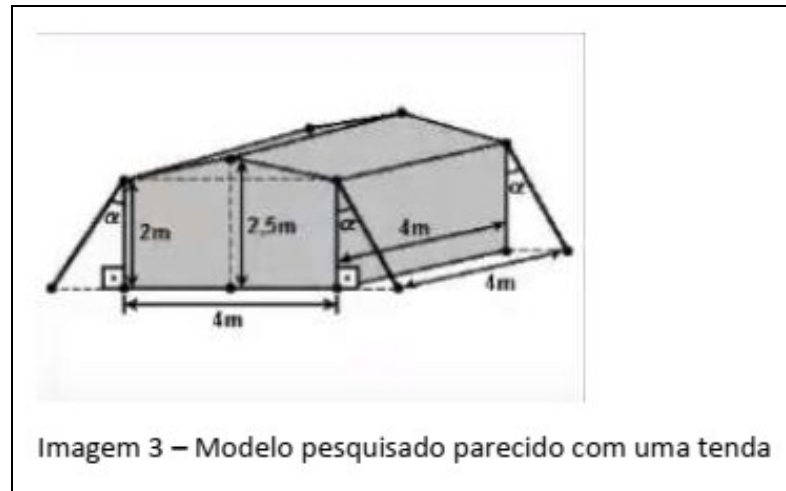 α
2m
2,5m
α
4m
α
4m
4m
Imagem 3 – Modelo pesquisado parecido com uma tenda